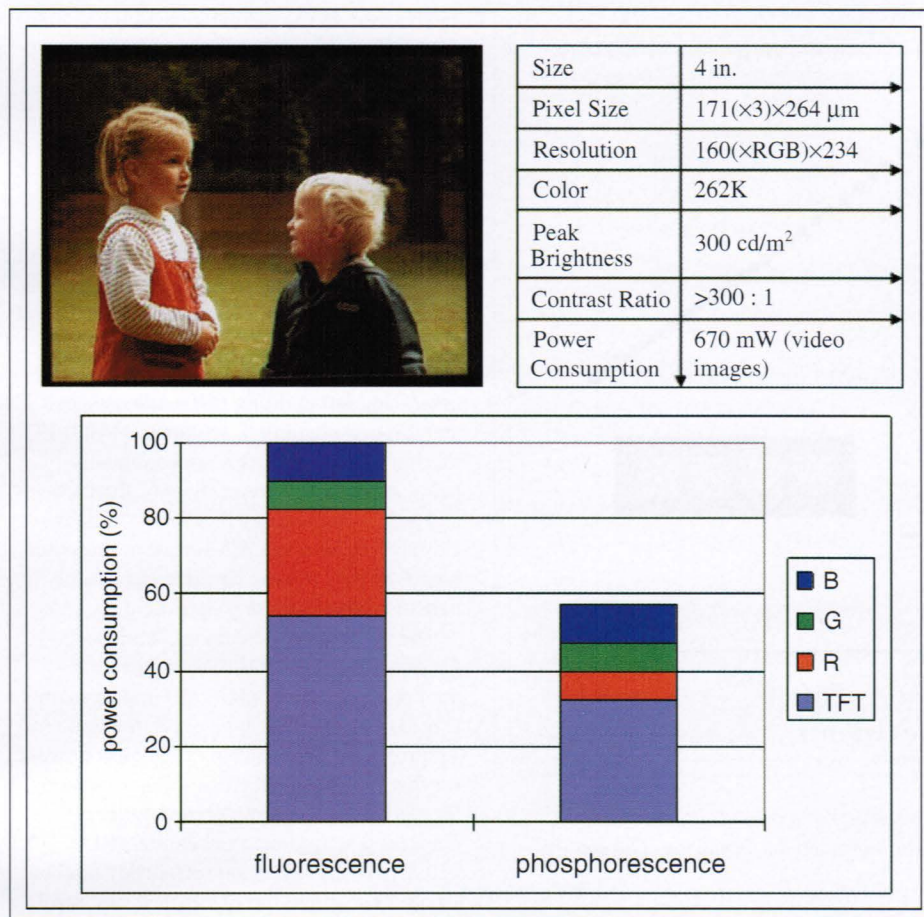 Size 4 in.
Pixel Size 171(×3)×264 μm
Resolution 160(×RGB)×234
Color 262K
Peak
Brightness 300 cd/m²
Contrast Ratio >300 : 1
Power 670 mW (video
Consumption images)
100
80
60
40
20
0
power consumption (%)
fluorescence phosphorescence
B
G
R
TFT